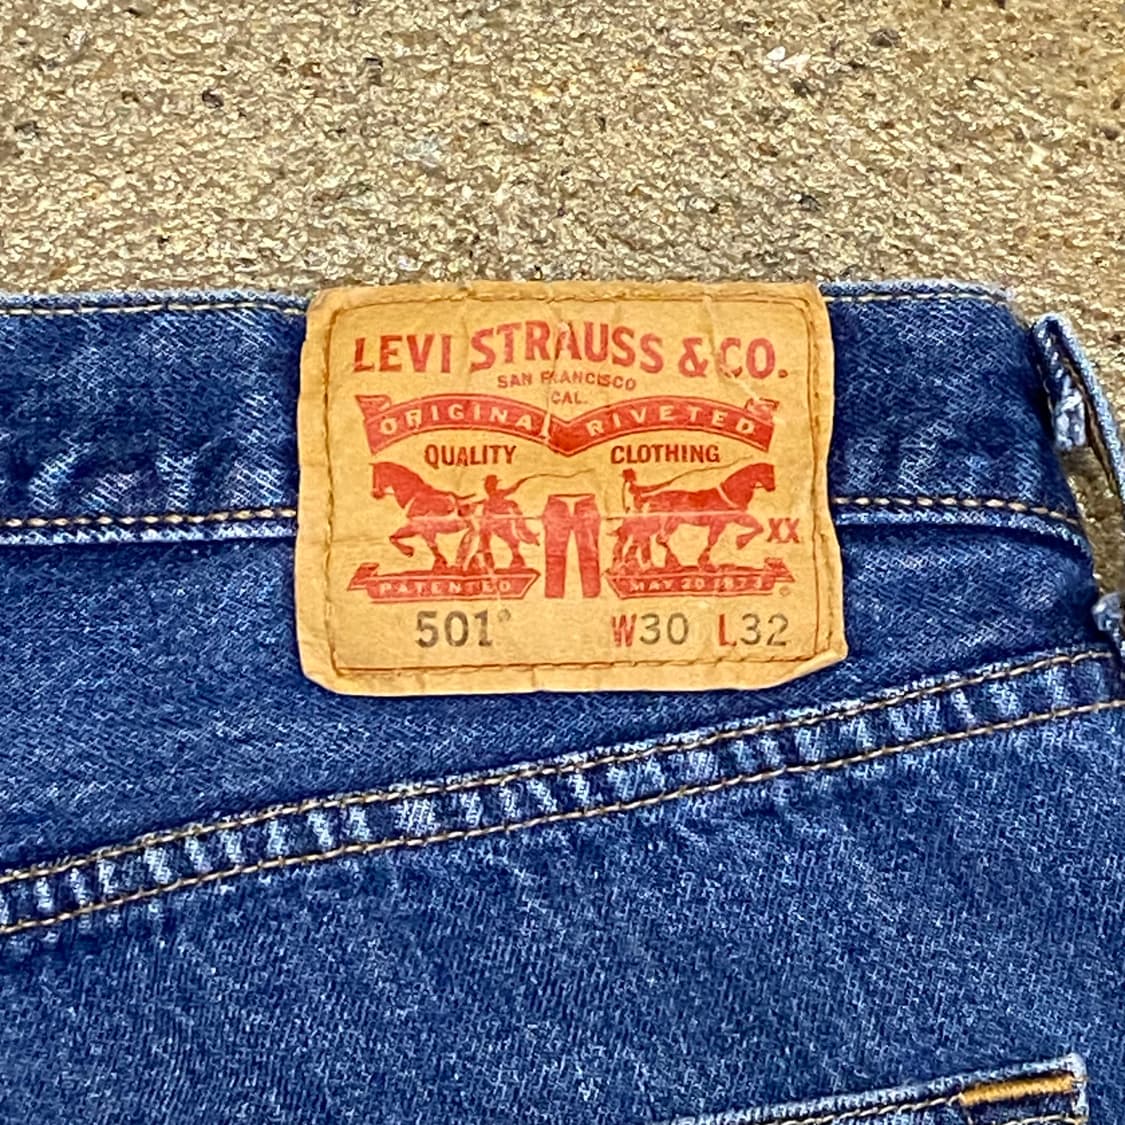 LEVI STRAUSS & CO.
SAN FRANCISCO
CAL.
ORIGINAL RIVETED
QUALITY CLOTHING
XX
PATENTED MAY 20 1873 ®
501® W30 L32